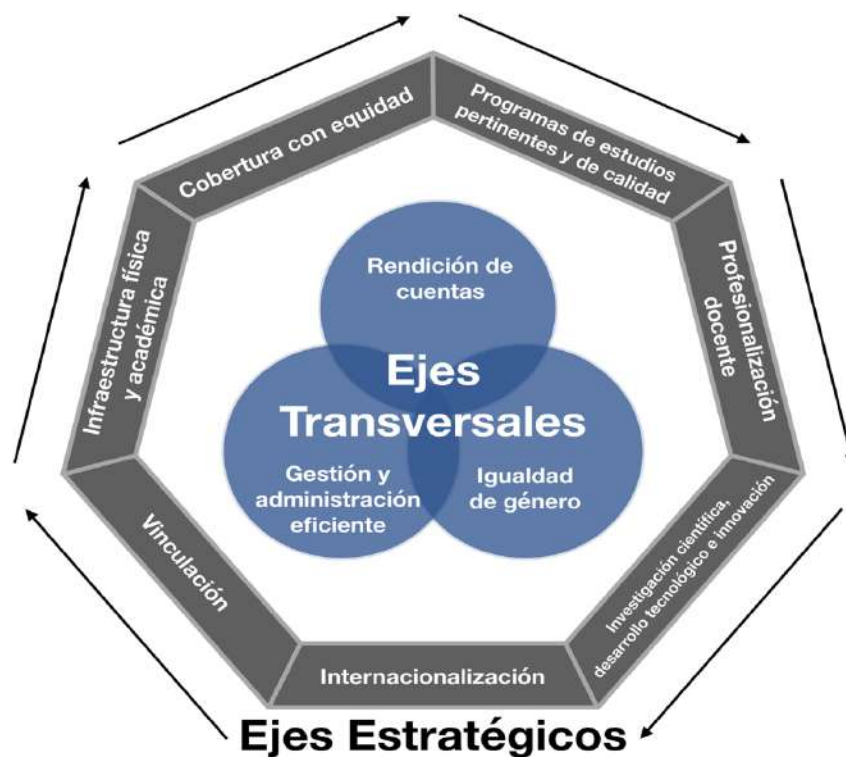 Cobertura con equidad
Programas de estudios
pertinentes y de calidad
Profesionalización
docente
Investigación científica,
desarrollo tecnológico e innovación
Internacionalización
Vinculación
Infraestructura física
y académica
Rendición de
cuentas
Ejes
Transversales
Gestión y
administración
eficiente
Igualdad
de género
Ejes Estratégicos